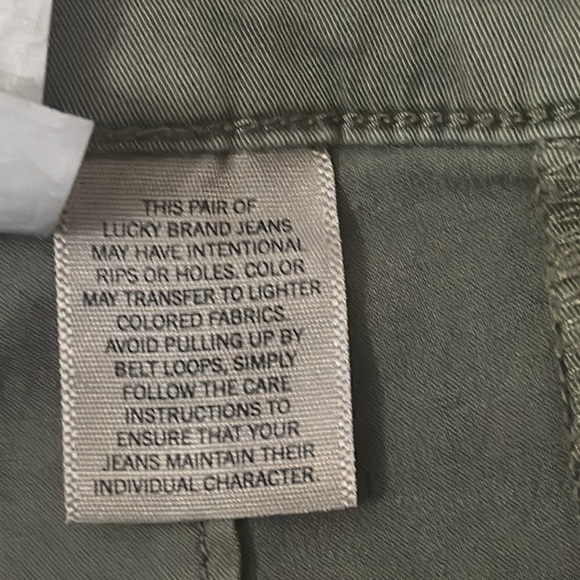 THIS PAIR OF
LUCKY BRAND JEANS
MAY HAVE INTENTIONAL
RIPS OR HOLES. COLOR
MAY TRANSFER TO LIGHTER
COLORED FABRICS.
AVOID PULLING UP BY
BELT LOOPS, SIMPLY
FOLLOW THE CARE
INSTRUCTIONS TO
ENSURE THAT YOUR
JEANS MAINTAIN THEIR
INDIVIDUAL CHARACTER.